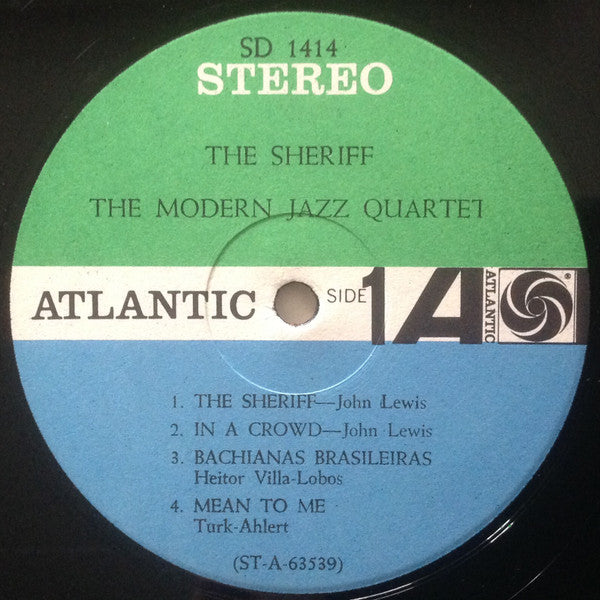 SD 1414
STEREO
THE SHERIFF
THE MODERN JAZZ QUARTET
ATLANTIC SIDE 1 A ATLANTIC ®
1. THE SHERIFF—John Lewis
2. IN A CROWD—John Lewis
3. BACHIANAS BRASILEIRAS
Heitor Villa-Lobos
4. MEAN TO ME
Turk-Ahlert
(ST-A-63539)